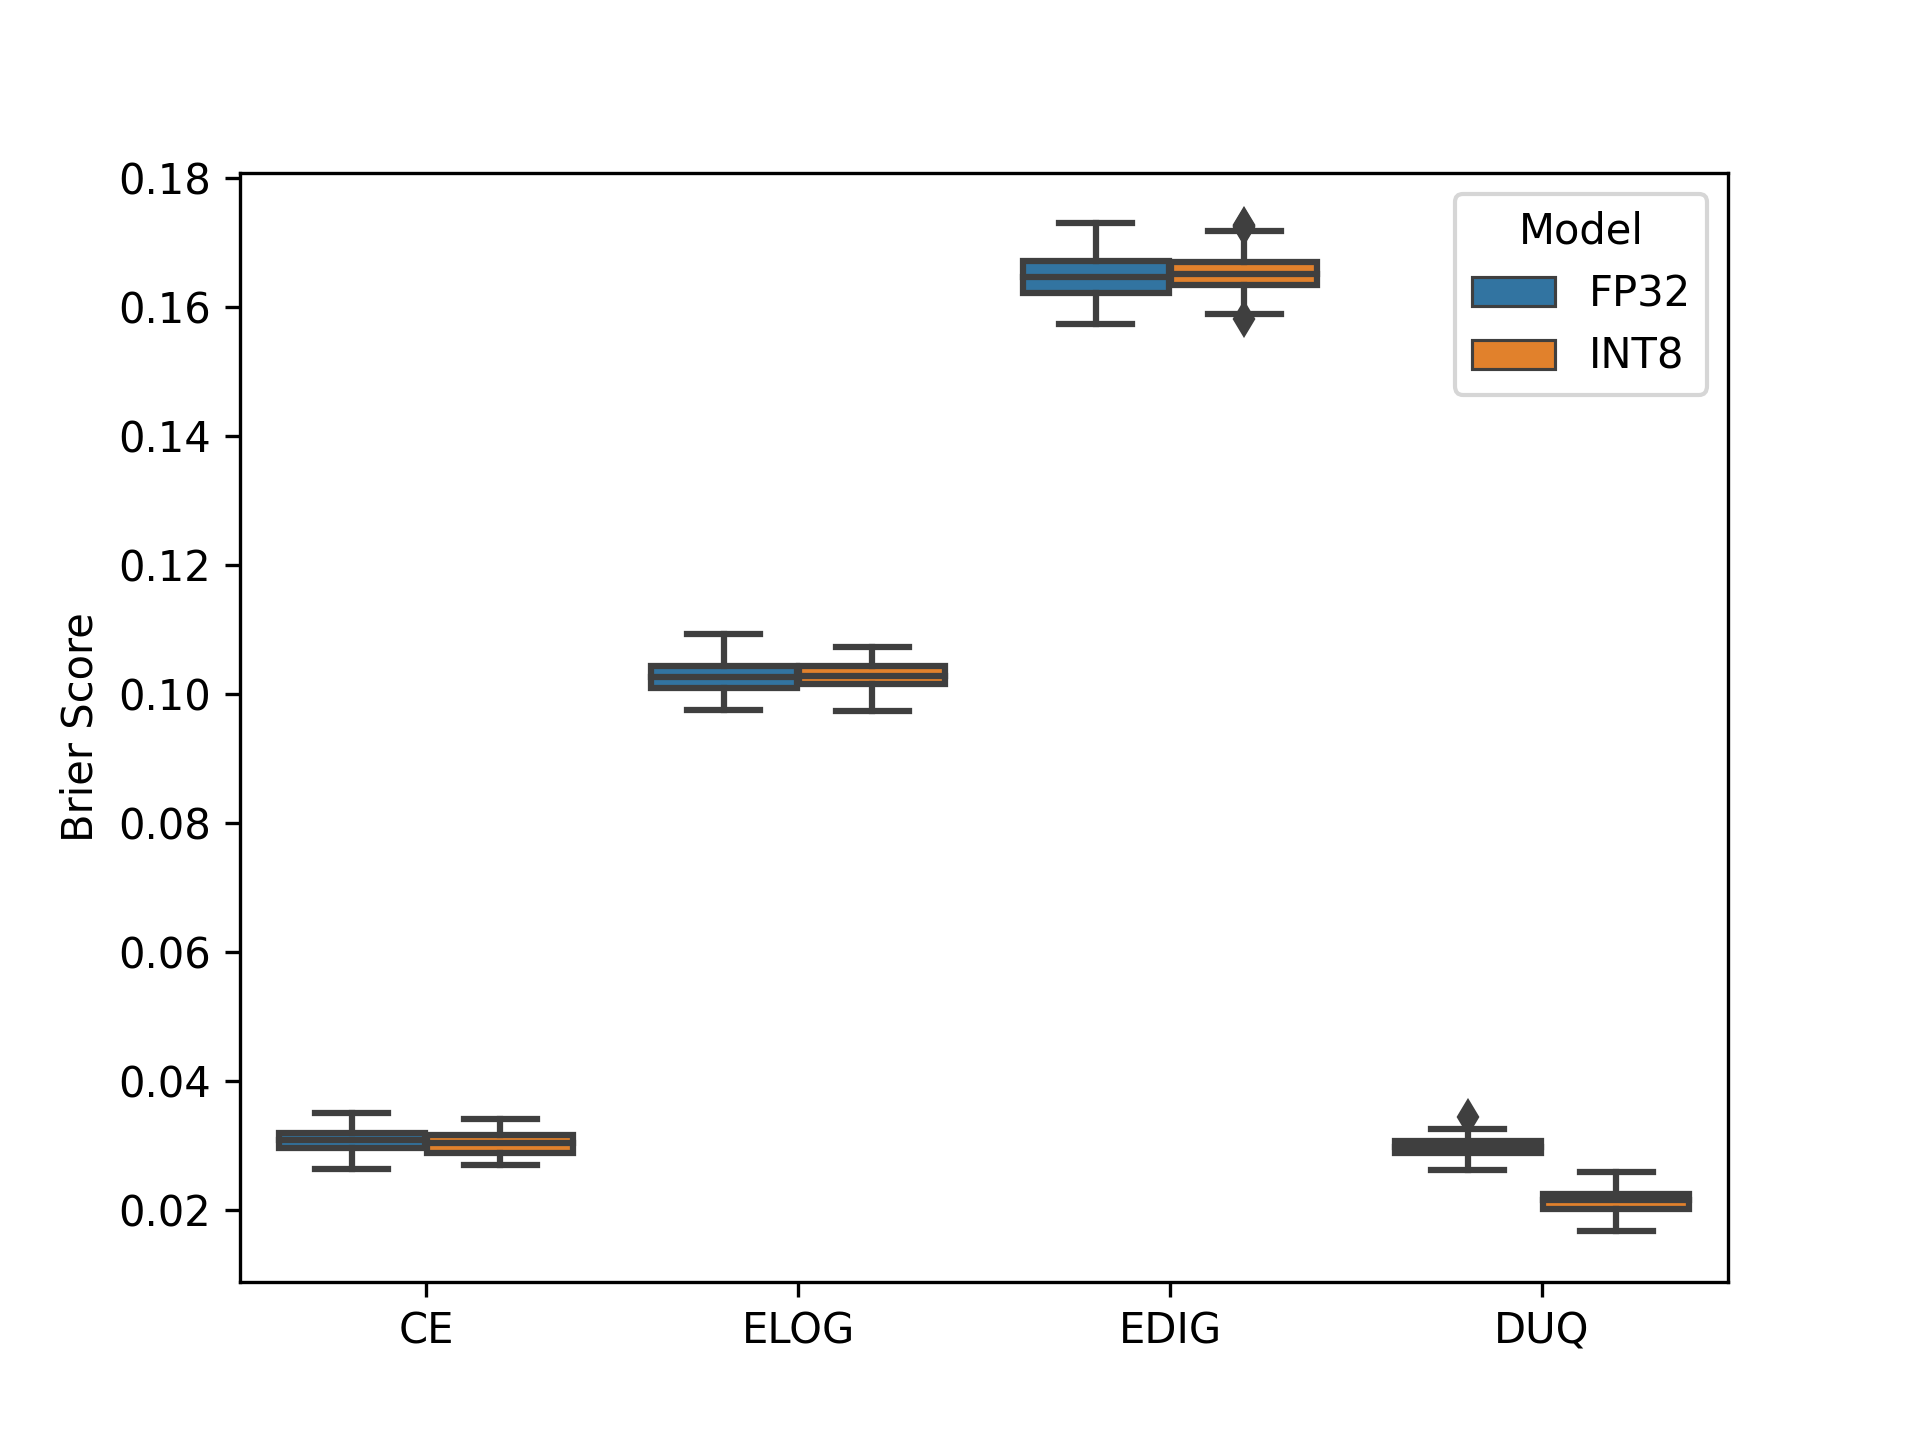 Brier Score
0.18
0.16
0.14
0.12
0.10
0.08
0.06
0.04
0.02
CE
ELOG
EDIG
DUQ
Model
FP32
INT8